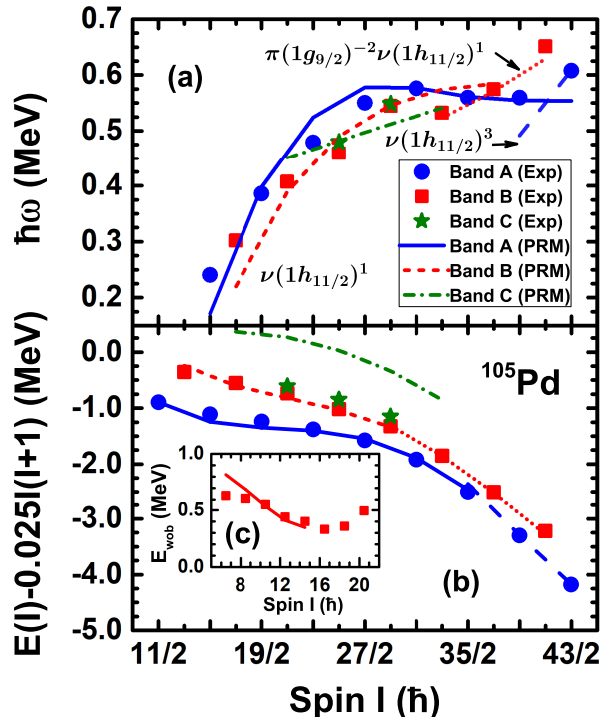 ħω (MeV)
0.7
0.6
0.5
0.4
0.3
0.2
(a)
π(1g9/2)−2ν(1h11/2)1
ν(1h11/2)3
ν(1h11/2)1
Band A (Exp)
Band B (Exp)
Band C (Exp)
Band A (PRM)
Band B (PRM)
Band C (PRM)
E(I)-0.025I(I+1) (MeV)
0.0
-1.0
-2.0
-3.0
-4.0
-5.0
105Pd
(b)
Ewob (MeV)
1.0
0.5
0.0
(c)
8 12 16 20
Spin I (ħ)
11/2 19/2 27/2 35/2 43/2
Spin I (ħ)